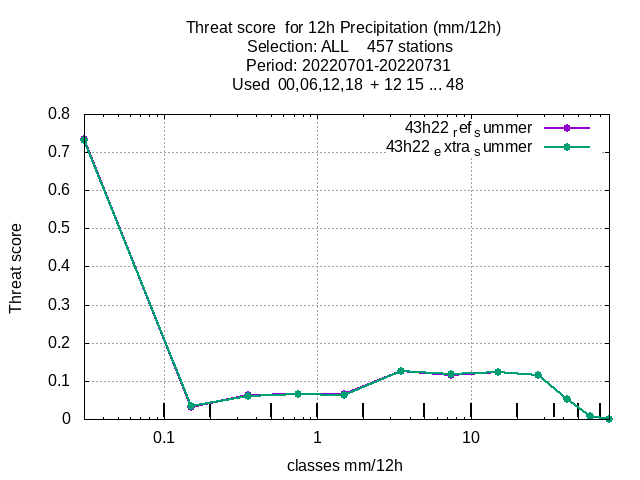 Threat score  for 12h Precipitation (mm/12h)
Selection: ALL    457 stations
Period: 20220701-20220731
Used  00,06,12,18  + 12 15 ... 48
43h22 ref summer
43h22 extra summer
Threat score
0.8
0.7
0.6
0.5
0.4
0.3
0.2
0.1
0
0.1 1 10
classes mm/12h